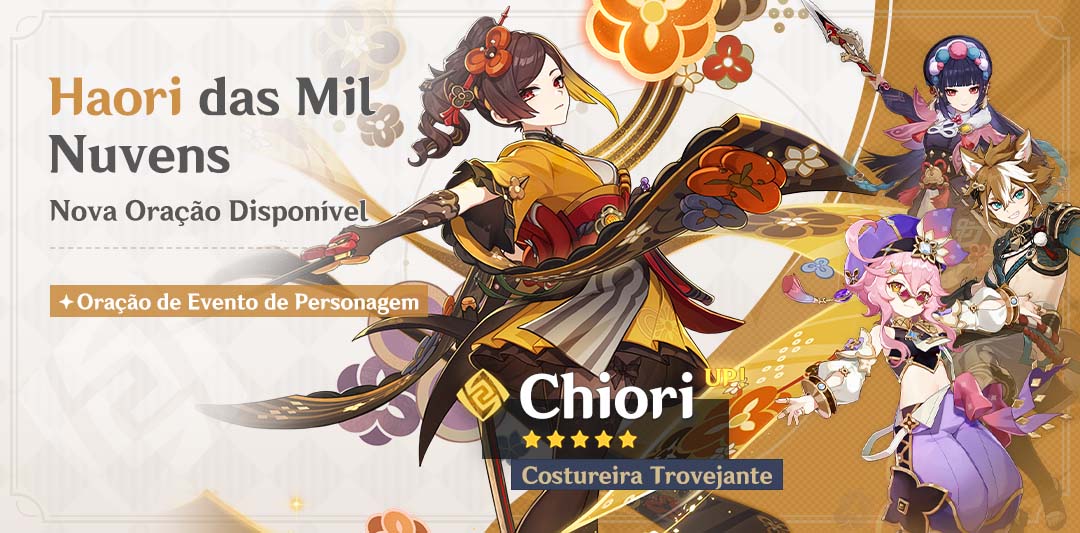 Haori das Mil
Nuvens
Nova Oração Disponível
Oração de Evento de Personagem
Chiori UP!
Costureira Trovejante